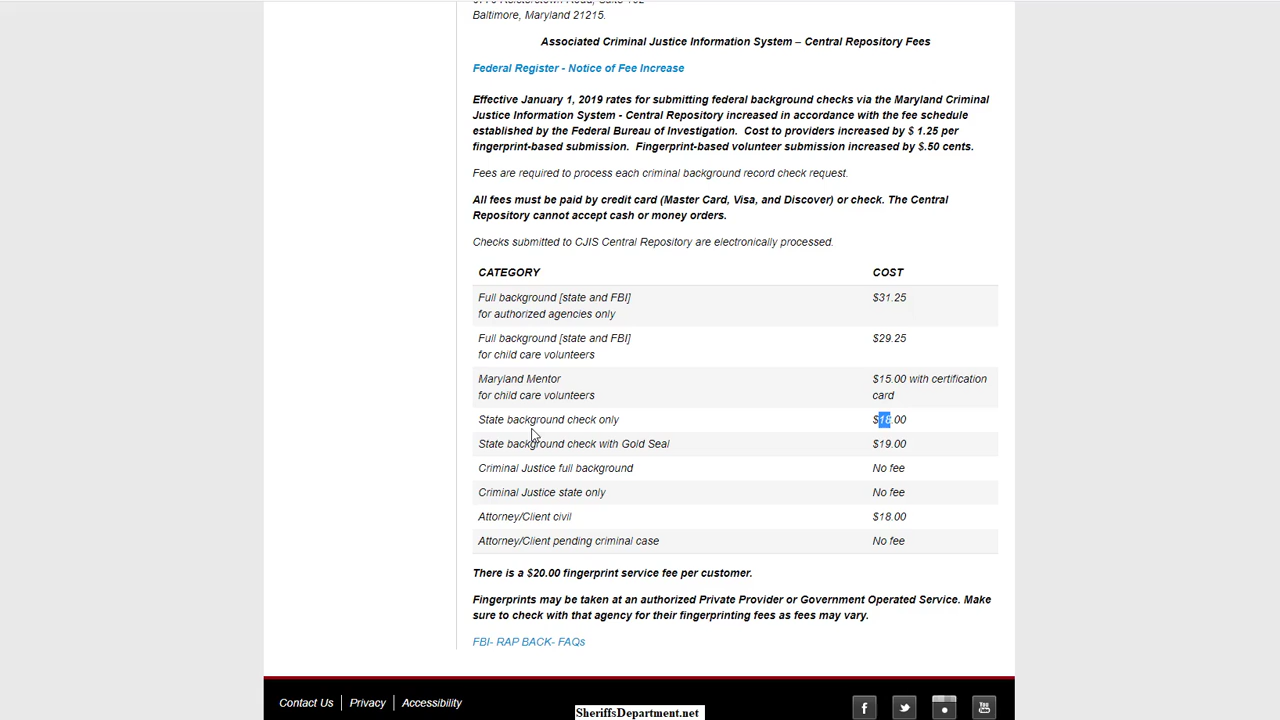 Baltimore, Maryland 21215.
Associated Criminal Justice Information System – Central Repository Fees
Federal Register - Notice of Fee Increase
Effective January 1, 2019 rates for submitting federal background checks via the Maryland Criminal
Justice Information System - Central Repository increased in accordance with the fee schedule
established by the Federal Bureau of Investigation. Cost to providers increased by $ 1.25 per
fingerprint-based submission. Fingerprint-based volunteer submission increased by $.50 cents.
Fees are required to process each criminal background record check request.
All fees must be paid by credit card (Master Card, Visa, and Discover) or check. The Central
Repository cannot accept cash or money orders.
Checks submitted to CJIS Central Repository are electronically processed.
CATEGORY COST
Full background [state and FBI] $31.25
for authorized agencies only
Full background [state and FBI] $29.25
for child care volunteers
Maryland Mentor $15.00 with certification
for child care volunteers card
State background check only $18.00
State background check with Gold Seal $19.00
Criminal Justice full background No fee
Criminal Justice state only No fee
Attorney/Client civil $18.00
Attorney/Client pending criminal case No fee
There is a $20.00 fingerprint service fee per customer.
Fingerprints may be taken at an authorized Private Provider or Government Operated Service. Make
sure to check with that agency for their fingerprinting fees as fees may vary.
FBI- RAP BACK- FAQs
Contact Us Privacy Accessibility
SheriffsDepartment.net